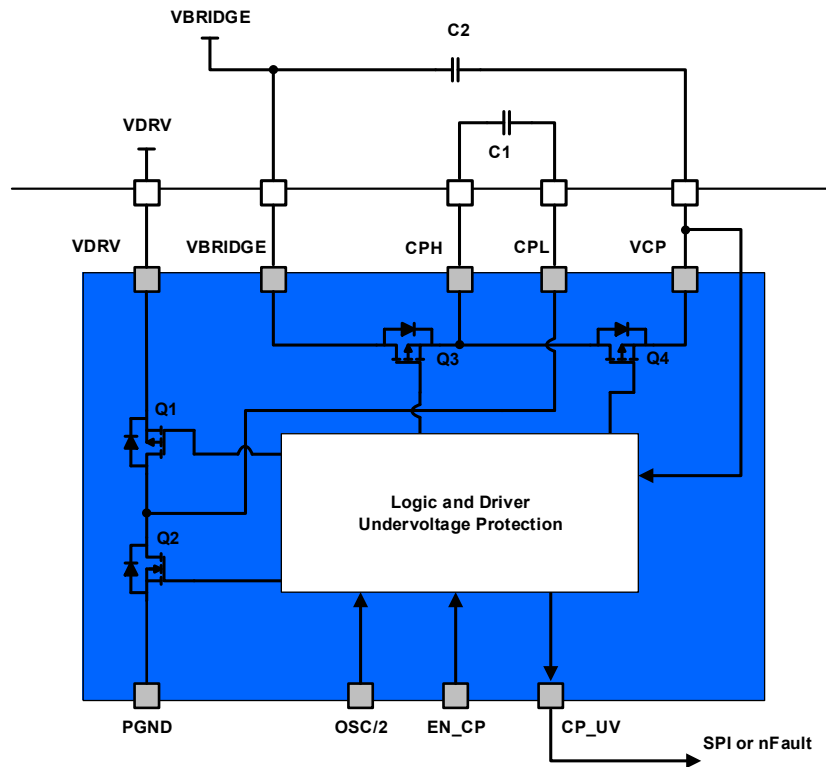 VBRIDGE
C2
VDRV
C1
VDRV
VBRIDGE
CPH
CPL
VCP
Q3
Q4
Q1
Logic and Driver
Undervoltage Protection
Q2
PGND
OSC/2
EN_CP
CP_UV
SPI or nFault